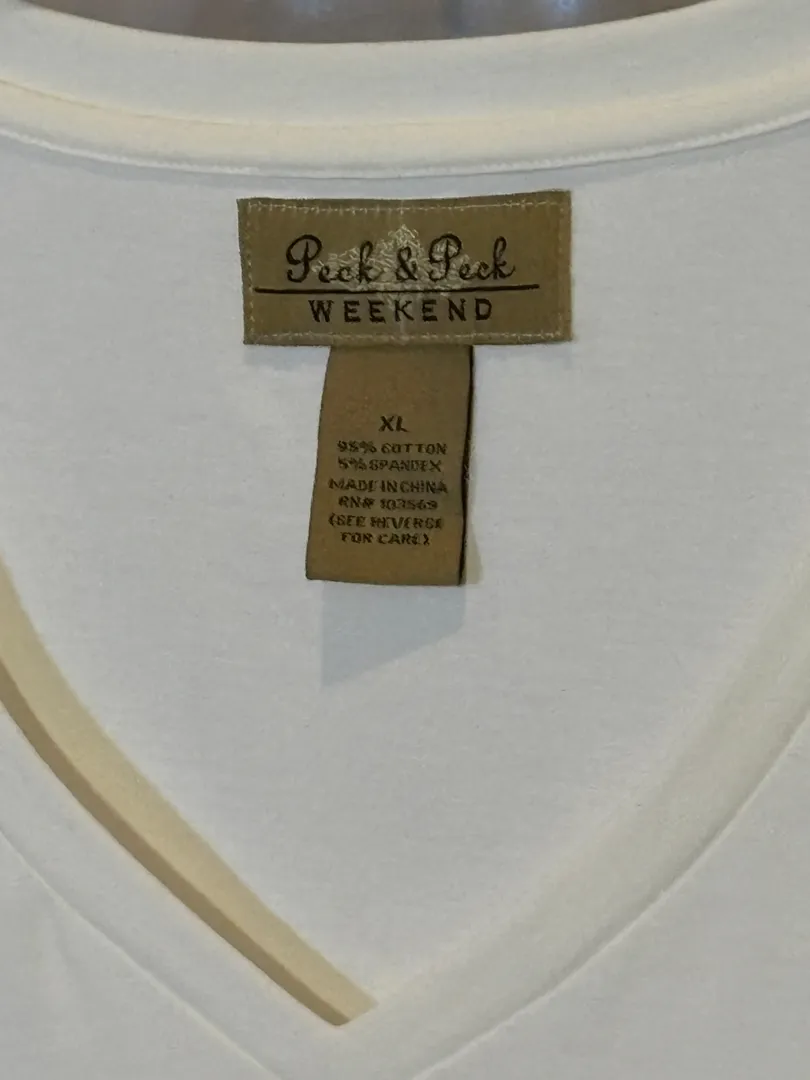 Peck & Peck
WEEKEND
XL
95% COTTON
5% SPANDEX
MADE IN CHINA
RN# 103569
(SEE REVERSE
FOR CARE)